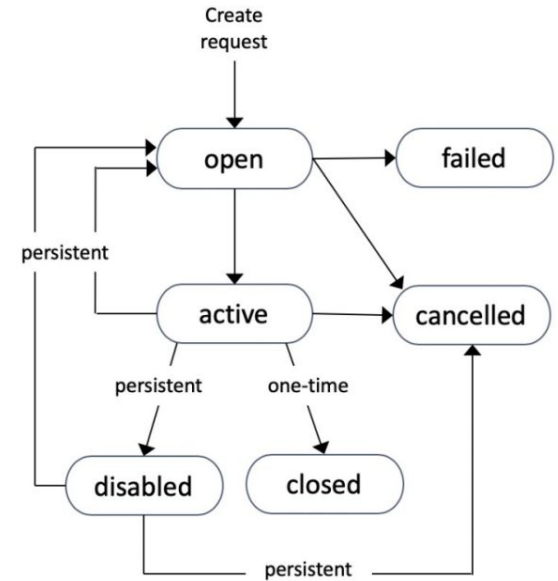 Create
request
open
failed
persistent
active
cancelled
persistent
one-time
disabled
closed
persistent